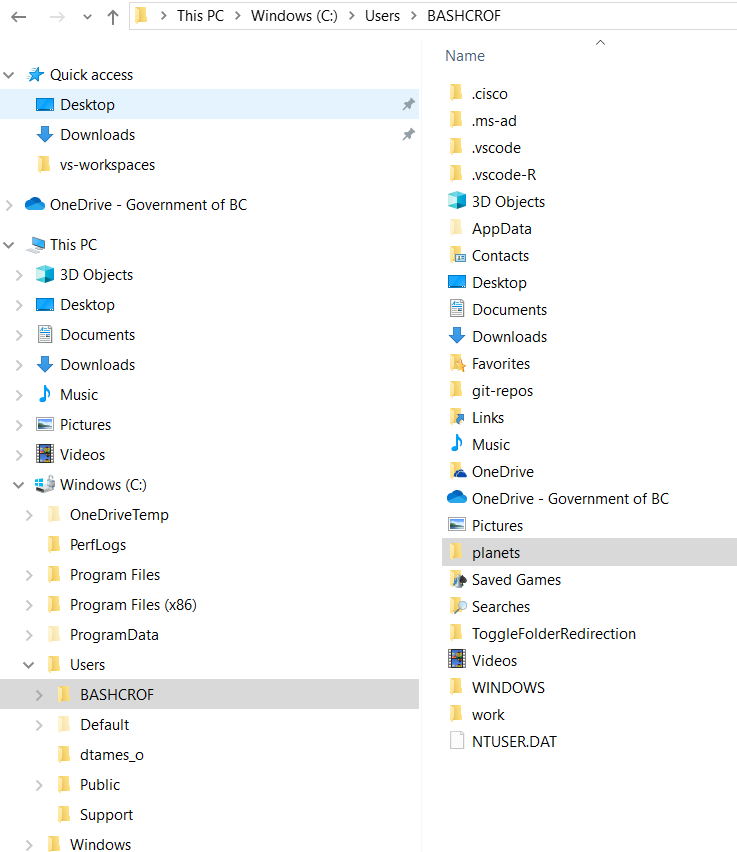 This PC > Windows (C:) > Users > BASHCROF
Quick access
Desktop
Downloads
vs-workspaces
OneDrive - Government of BC
This PC
3D Objects
Desktop
Documents
Downloads
Music
Pictures
Videos
Windows (C:)
OneDriveTemp
PerfLogs
Program Files
Program Files (x86)
ProgramData
Users
BASHCROF
Default
dtames_o
Public
Support
Windows
Name
.cisco
.ms-ad
.vscode
.vscode-R
3D Objects
AppData
Contacts
Desktop
Documents
Downloads
Favorites
git-repos
Links
Music
OneDrive
OneDrive - Government of BC
Pictures
planets
Saved Games
Searches
ToggleFolderRedirection
Videos
WINDOWS
work
NTUSER.DAT